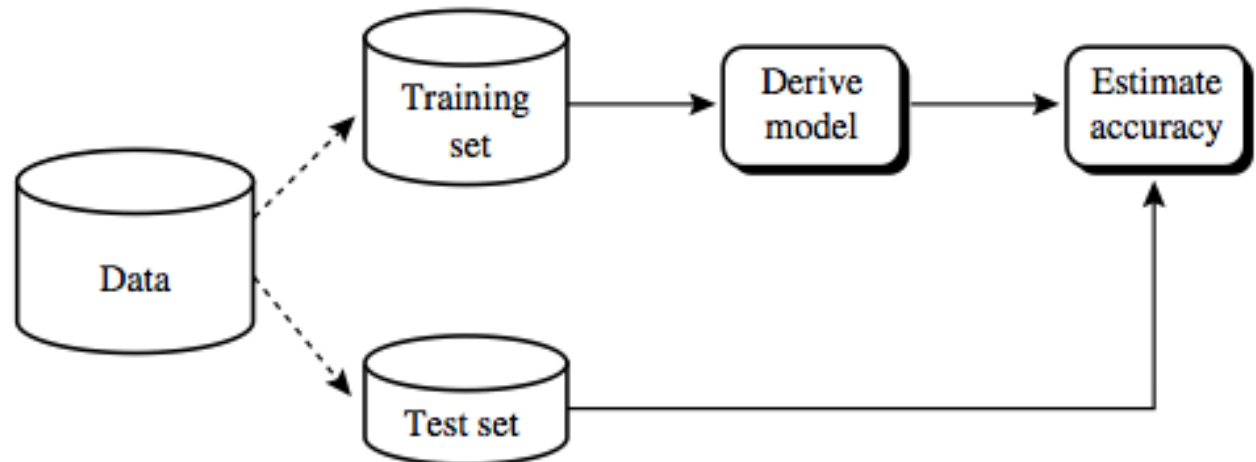 Training
set
Derive
model
Estimate
accuracy
Data
Test set